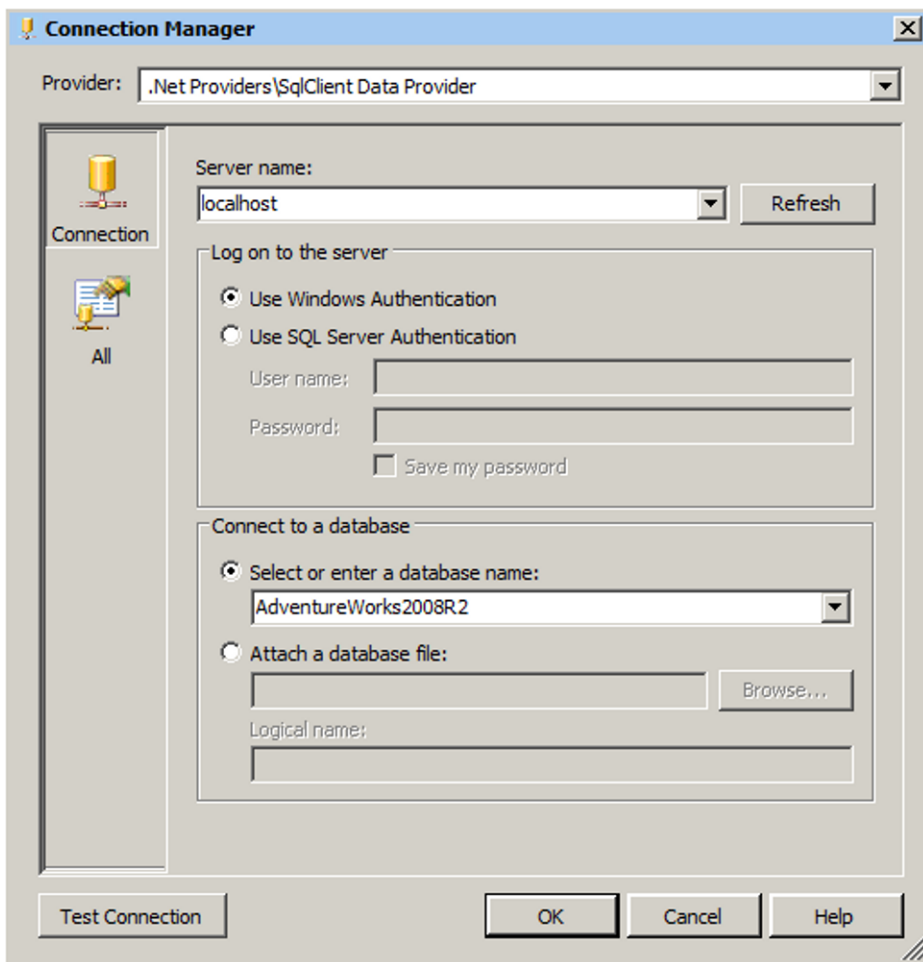 Connection Manager
Provider: .Net Providers\SqlClient Data Provider
Connection
All
Server name:
localhost Refresh
Log on to the server
Use Windows Authentication
Use SQL Server Authentication
User name:
Password:
Save my password
Connect to a database
Select or enter a database name:
AdventureWorks2008R2
Attach a database file:
Browse...
Logical name:
Test Connection OK Cancel Help